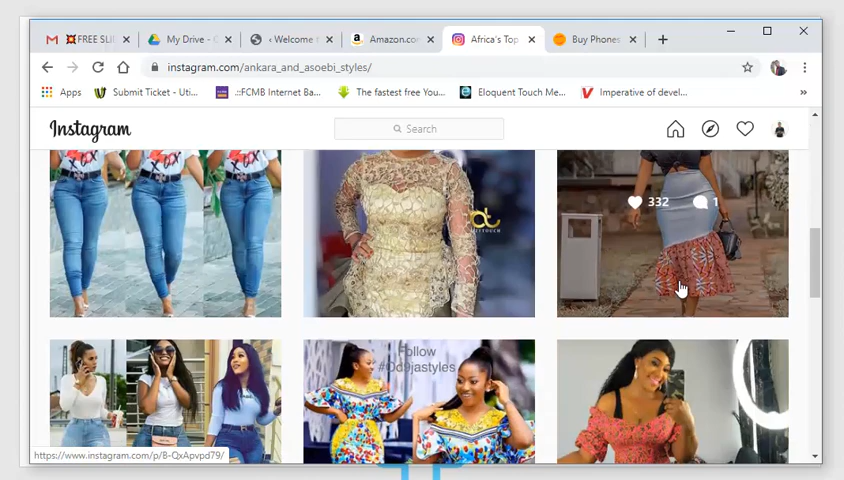 FREE SLI
My Drive - G
‹ Welcome t
Amazon.co
Africa's Top
Buy Phones
instagram.com/ankara_and_asoebi_styles/
Apps
Submit Ticket - Uti...
.::FCMB Internet Ba...
The fastest free You...
Eloquent Touch Me...
Imperative of devel...
»
Instagram
Search
XOX
332
1
Follow
#Od9jastyles
https://www.instagram.com/p/B-QxApvpd79/